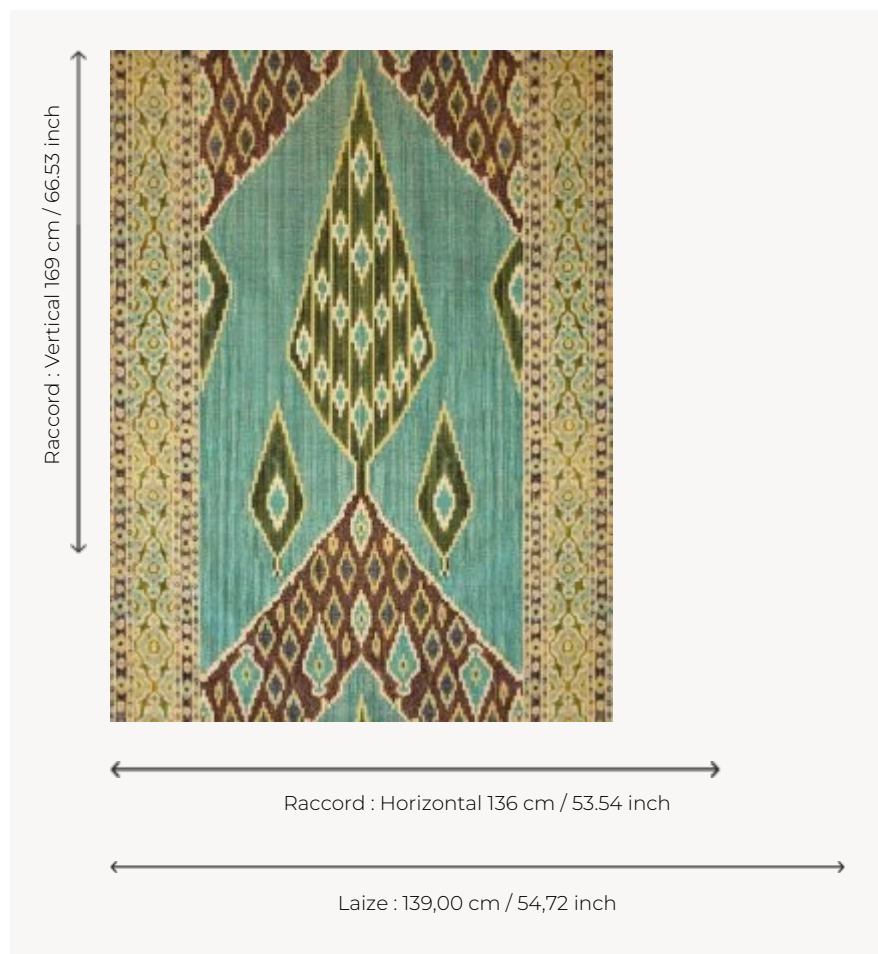 Raccord : Vertical 169 cm / 66.53 inch
Raccord : Horizontal 136 cm / 53.54 inch
Laize : 139,00 cm / 54,72 inch